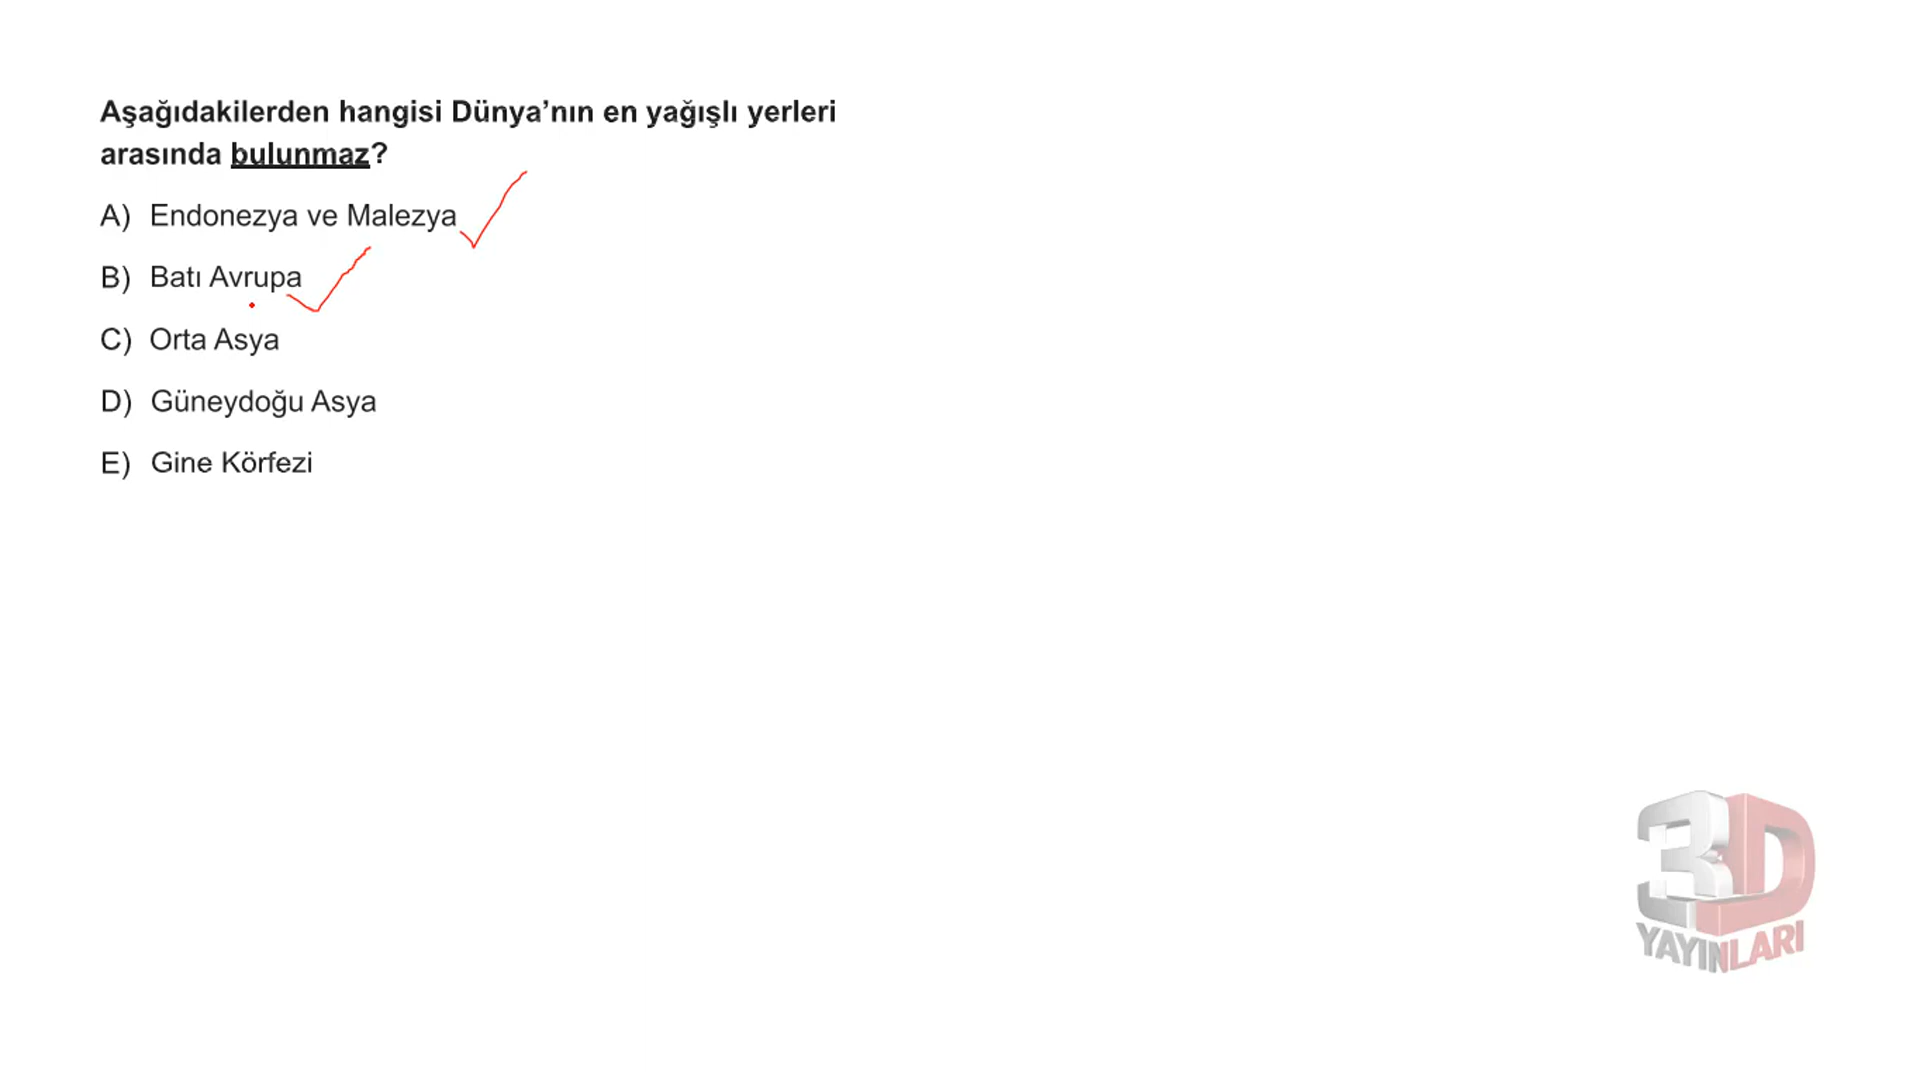 Aşağıdakilerden hangisi Dünya’nın en yağışlı yerleri
arasında bulunmaz?
A) Endonezya ve Malezya
B) Batı Avrupa
C) Orta Asya
D) Güneydoğu Asya
E) Gine Körfezi
3D
YAYINLARI